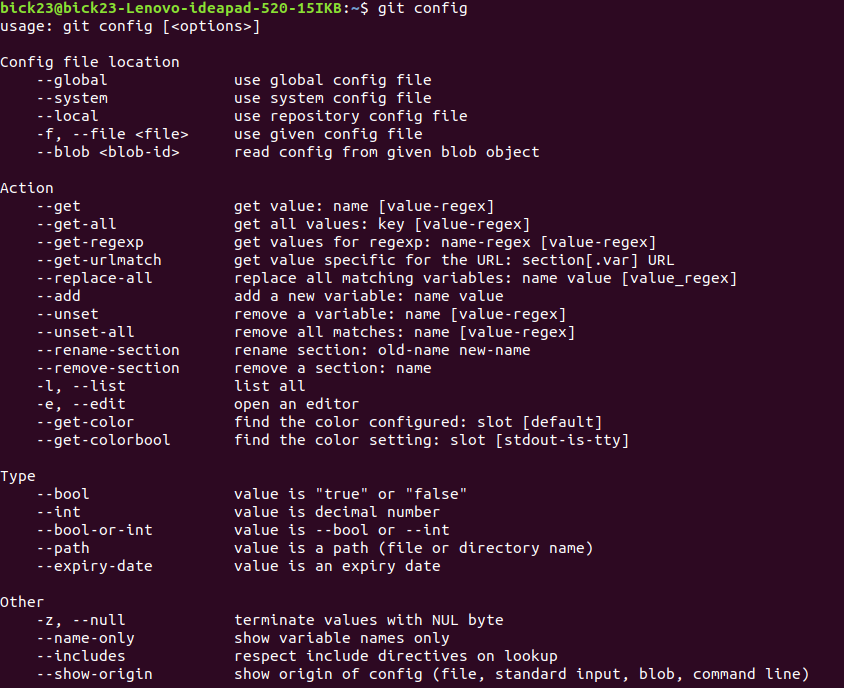 bick23@bick23-Lenovo-ideapad-520-15IKB:~$ git config
usage: git config [<options>]

Config file location
    --global              use global config file
    --system              use system config file
    --local               use repository config file
    -f, --file <file>     use given config file
    --blob <blob-id>      read config from given blob object

Action
    --get                 get value: name [value-regex]
    --get-all             get all values: key [value-regex]
    --get-regexp          get values for regexp: name-regex [value-regex]
    --get-urlmatch        get value specific for the URL: section[.var] URL
    --replace-all         replace all matching variables: name value [value_regex]
    --add                 add a new variable: name value
    --unset               remove a variable: name [value-regex]
    --unset-all           remove all matches: name [value-regex]
    --rename-section      rename section: old-name new-name
    --remove-section      remove a section: name
    -l, --list            list all
    -e, --edit            open an editor
    --get-color           find the color configured: slot [default]
    --get-colorbool       find the color setting: slot [stdout-is-tty]

Type
    --bool                value is "true" or "false"
    --int                 value is decimal number
    --bool-or-int         value is --bool or --int
    --path                value is a path (file or directory name)
    --expiry-date         value is an expiry date

Other
    -z, --null            terminate values with NUL byte
    --name-only           show variable names only
    --includes            respect include directives on lookup
    --show-origin         show origin of config (file, standard input, blob, command line)